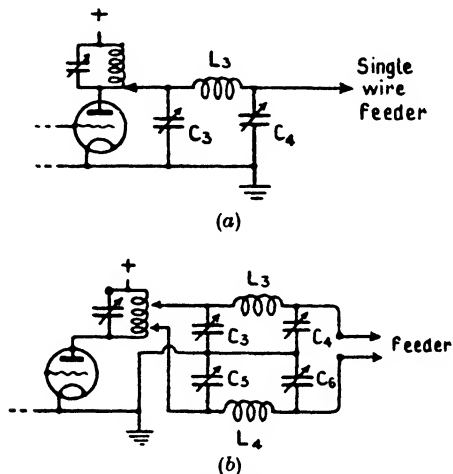 +
L3
Single
wire
feeder
C3
C4
(a)
+
L3
C3
C4
Feeder
C5
C6
L4
(b)